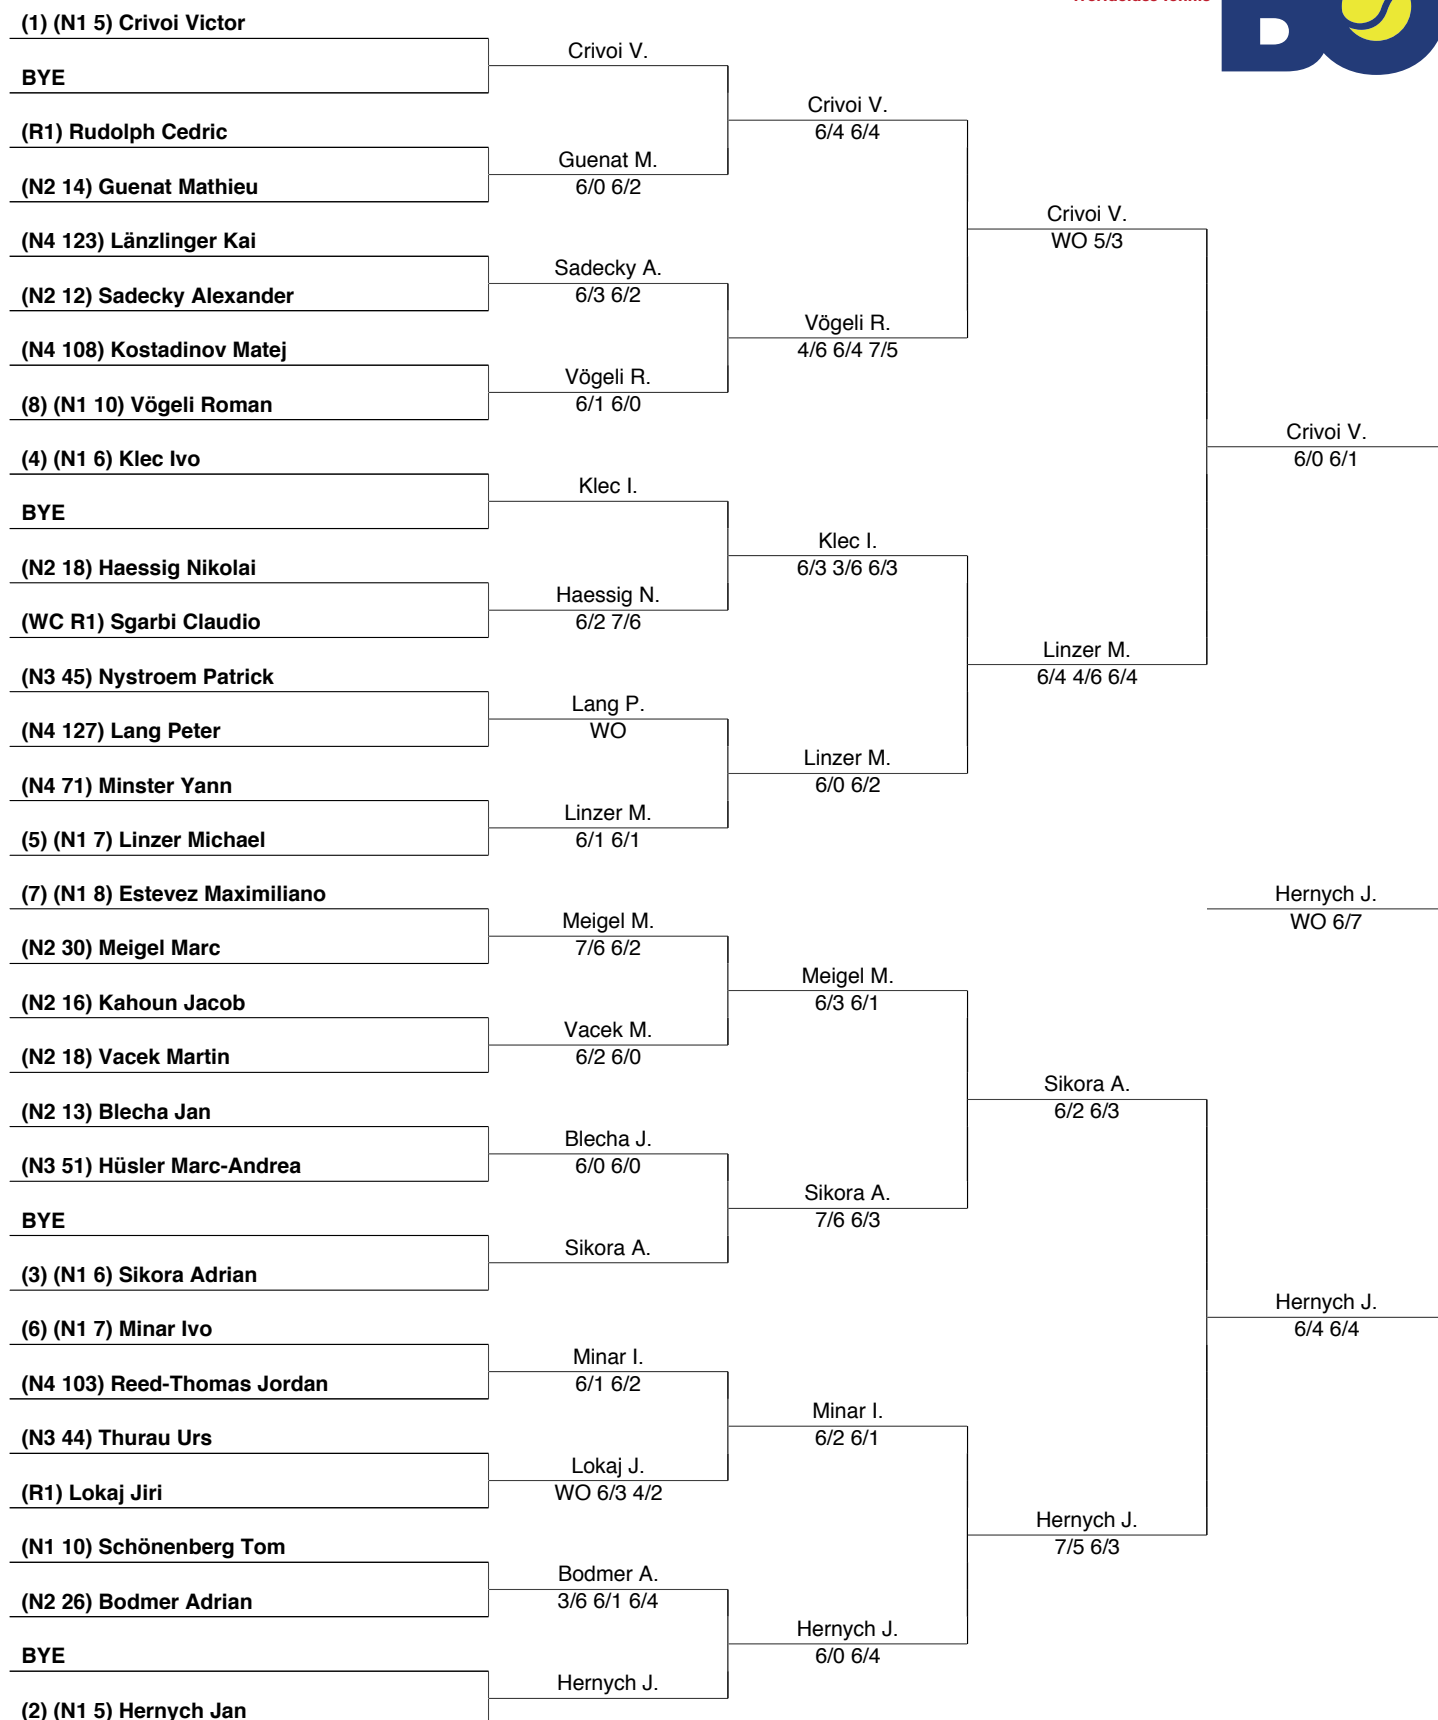 (1) (N1 5) Crivoi Victor
Crivoi V.
BYE
Crivoi V.
6/4 6/4
(R1) Rudolph Cedric
Guenat M.
6/0 6/2
(N2 14) Guenat Mathieu
Crivoi V.
WO 5/3
(N4 123) Länzlinger Kai
Sadecky A.
6/3 6/2
(N2 12) Sadecky Alexander
Vögeli R.
4/6 6/4 7/5
(N4 108) Kostadinov Matej
Vögeli R.
6/1 6/0
(8) (N1 10) Vögeli Roman
Crivoi V.
6/0 6/1
(4) (N1 6) Klec Ivo
Klec I.
BYE
Klec I.
6/3 3/6 6/3
(N2 18) Haessig Nikolai
Haessig N.
6/2 7/6
(WC R1) Sgarbi Claudio
Linzer M.
6/4 4/6 6/4
(N3 45) Nystroem Patrick
Lang P.
WO
(N4 127) Lang Peter
Linzer M.
6/0 6/2
(N4 71) Minster Yann
Linzer M.
6/1 6/1
(5) (N1 7) Linzer Michael
(7) (N1 8) Estevez Maximiliano
Hernych J.
WO 6/7
Meigel M.
7/6 6/2
(N2 30) Meigel Marc
Meigel M.
6/3 6/1
(N2 16) Kahoun Jacob
Vacek M.
6/2 6/0
(N2 18) Vacek Martin
Sikora A.
6/2 6/3
(N2 13) Blecha Jan
Blecha J.
6/0 6/0
(N3 51) Hüsler Marc-Andrea
Sikora A.
7/6 6/3
BYE
Sikora A.
(3) (N1 6) Sikora Adrian
Hernych J.
6/4 6/4
(6) (N1 7) Minar Ivo
Minar I.
6/1 6/2
(N4 103) Reed-Thomas Jordan
Minar I.
6/2 6/1
(N3 44) Thurau Urs
Lokaj J.
WO 6/3 4/2
(R1) Lokaj Jiri
Hernych J.
7/5 6/3
(N1 10) Schönenberg Tom
Bodmer A.
3/6 6/1 6/4
(N2 26) Bodmer Adrian
Hernych J.
6/0 6/4
BYE
Hernych J.
(2) (N1 5) Hernych Jan